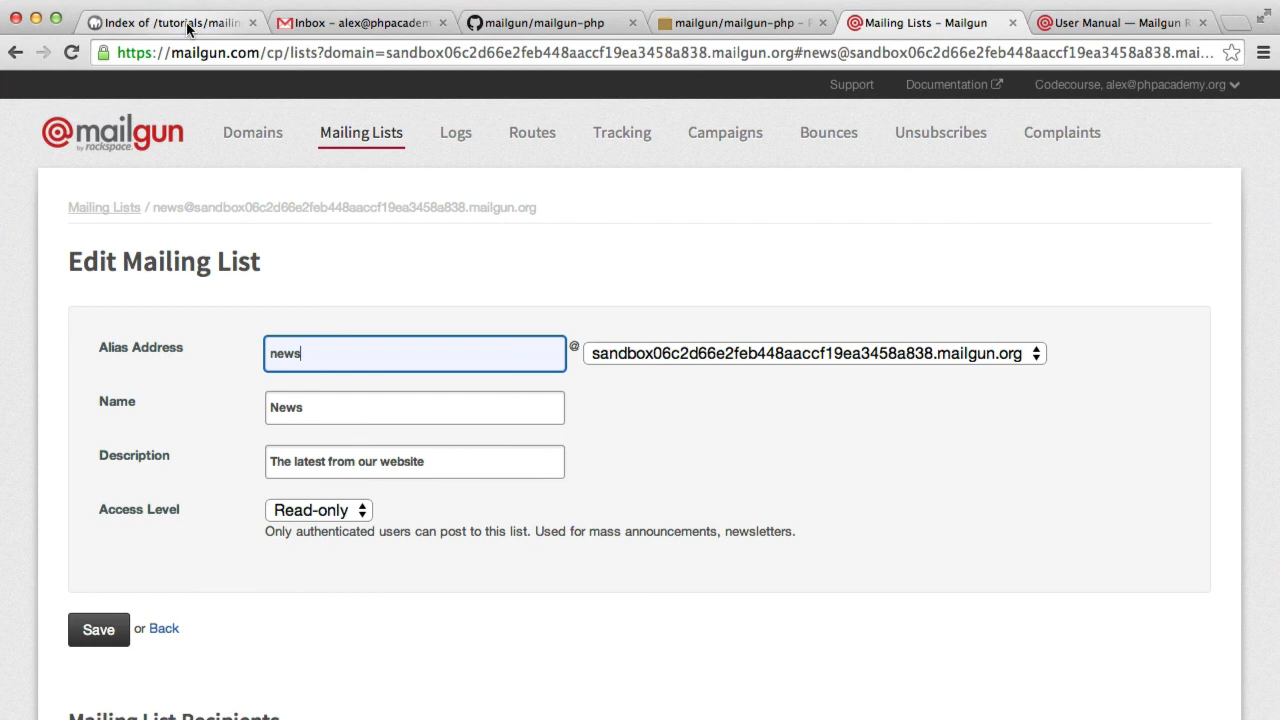 Index of /tutorials/mailin
Inbox – alex@phpacadem
mailgun/mailgun-php
mailgun/mailgun-php - P
Mailing Lists - Mailgun
User Manual — Mailgun R
https://mailgun.com/cp/lists?domain=sandbox06c2d66e2feb448aaccf19ea3458a838.mailgun.org#news@sandbox06c2d66e2feb448aaccf19ea3458a838.mai...
Support
Documentation
Codecourse, alex@phpacademy.org
@mailgun
by rackspace.
Domains
Mailing Lists
Logs
Routes
Tracking
Campaigns
Bounces
Unsubscribes
Complaints
Mailing Lists / news@sandbox06c2d66e2feb448aaccf19ea3458a838.mailgun.org
Edit Mailing List
Alias Address
news
@
sandbox06c2d66e2feb448aaccf19ea3458a838.mailgun.org
Name
News
Description
The latest from our website
Access Level
Read-only
Only authenticated users can post to this list. Used for mass announcements, newsletters.
Save or Back
Mailing List Recipients